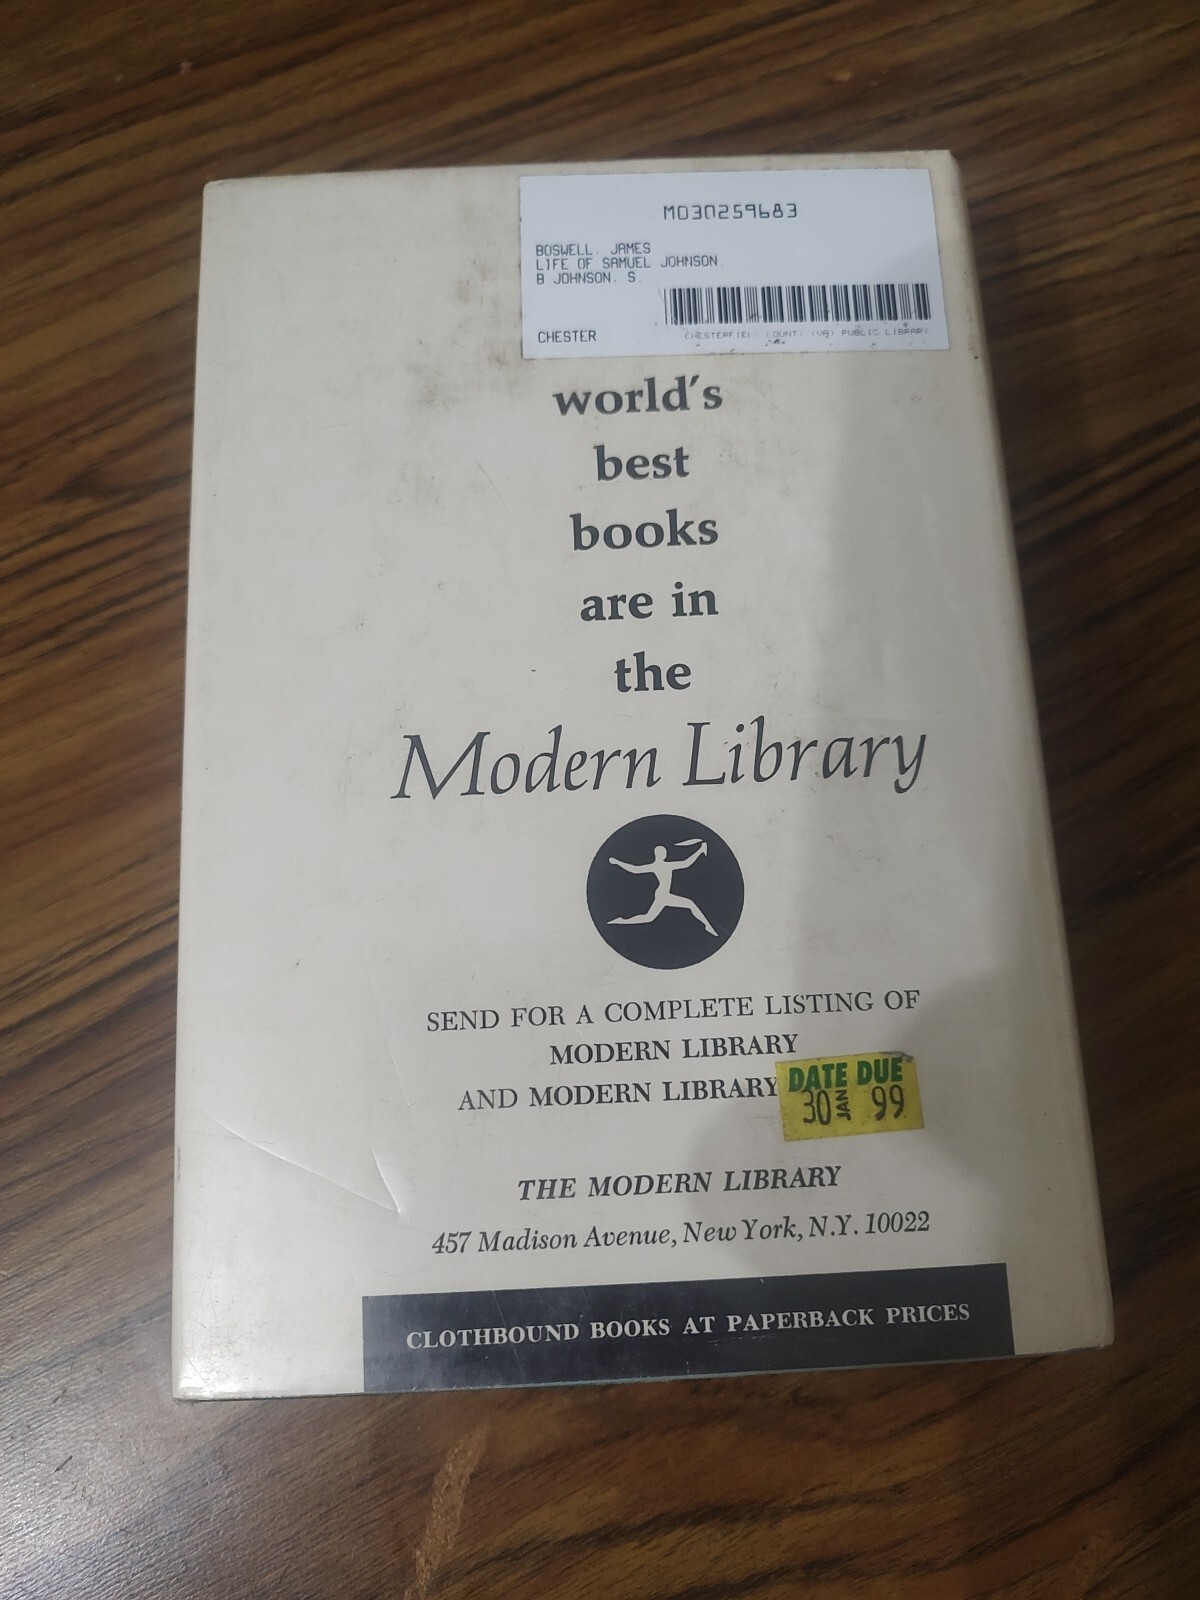 M030259683
BOSWELL, JAMES
LIFE OF SAMUEL JOHNSON.
B JOHNSON, S.
CHESTER
PUBLIC LIBRARY
world's
best
books
are in
the
Modern Library
SEND FOR A COMPLETE LISTING OF
MODERN LIBRARY
AND MODERN LIBRARY
DATE DUE
30 JAN 99
THE MODERN LIBRARY
457 Madison Avenue, New York, N.Y. 10022
CLOTHBOUND BOOKS AT PAPERBACK PRICES